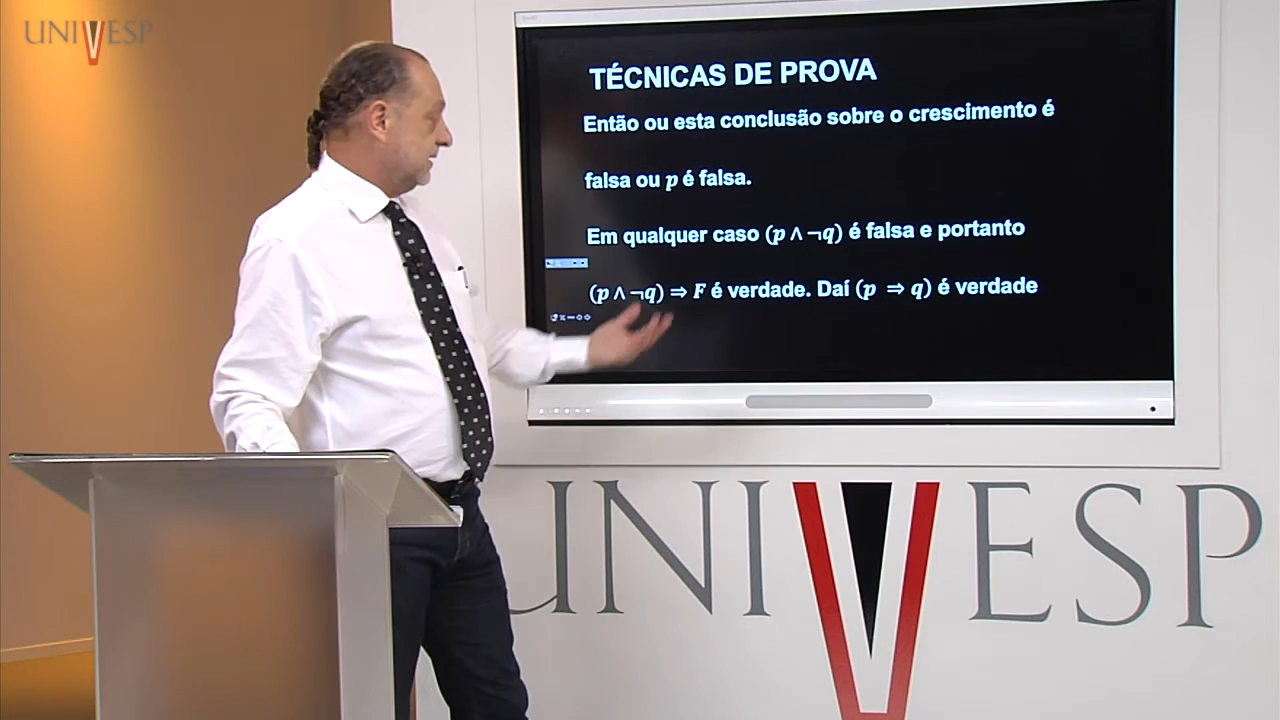 UNIVESP
TÉCNICAS DE PROVA
Então ou esta conclusão sobre o crescimento é
falsa ou p é falsa.
Em qualquer caso (p ∧ ¬q) é falsa e portanto
(p ∧ ¬q) ⇒ F é verdade. Daí (p ⇒ q) é verdade
UNIVESP